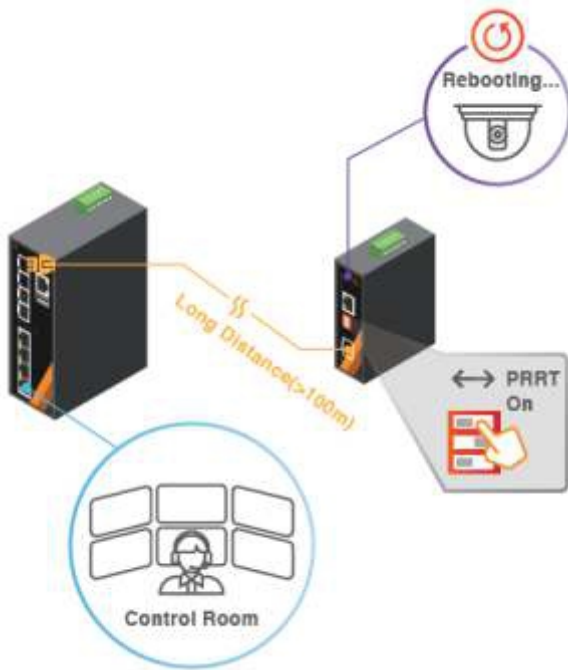 Rebooting...
Long Distance(>100m)
PRRT
On
Control Room